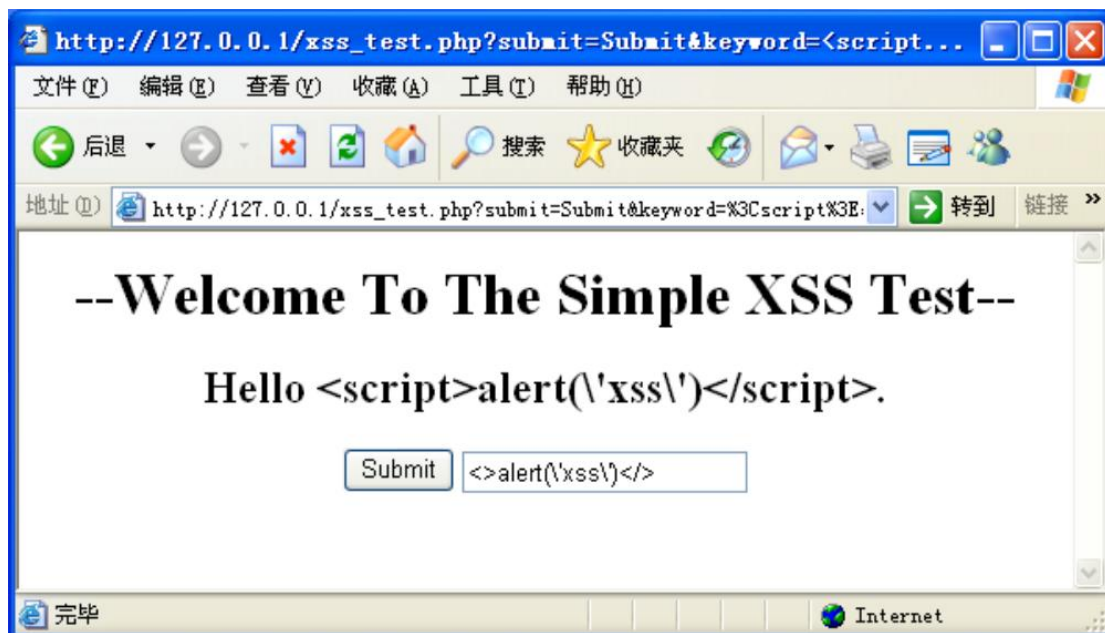 http://127.0.0.1/xss_test.php?submit=Submit&keyword=<script...
文件(F) 编辑(E) 查看(V) 收藏(A) 工具(T) 帮助(H)
后退 搜索 收藏夹
地址(D) http://127.0.0.1/xss_test.php?submit=Submit&keyword=%3Cscript%3E: 转到 链接 »
--Welcome To The Simple XSS Test--
Hello <script>alert(\'xss\')</script>.
Submit <>alert(\'xss\')</>
完毕 Internet